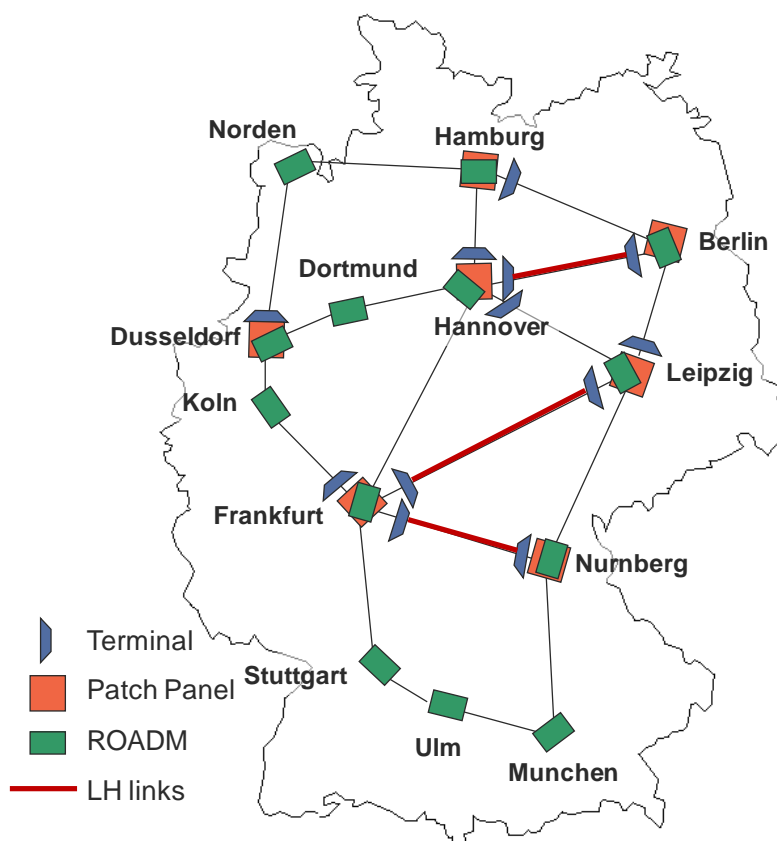 Norden
Hamburg
Berlin
Dortmund
Hannover
Dusseldorf
Leipzig
Koln
Frankfurt
Nurnberg
Stuttgart
Ulm
Munchen
Terminal
Patch Panel
ROADM
LH links